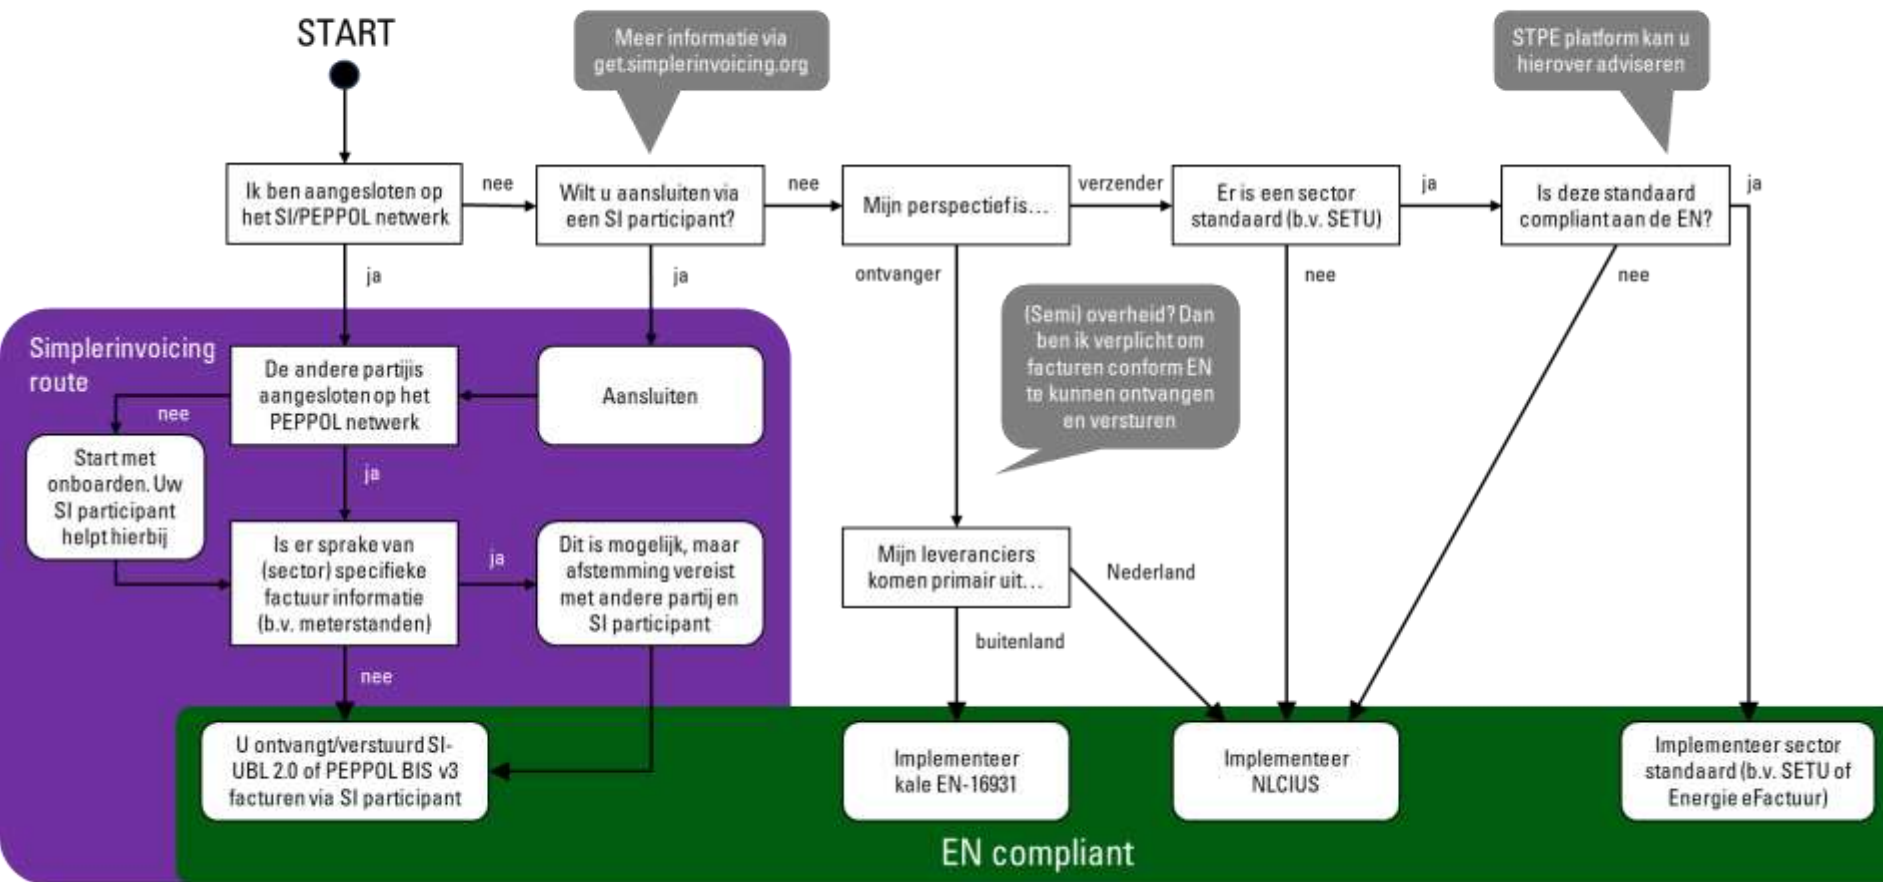 START
Meer informatie via
get.simplerinvoicing.org
STPE platform kan u
hierover adviseren
Ik ben aangesloten op
het SI/PEPPOL netwerk
nee
Wilt u aansluiten via
een SI participant?
nee
Mijn perspectief is...
verzender
Er is een sector
standaard (b.v. SETU)
ja
Is deze standaard
compliant aan de EN?
ja
ja
ja
ontvanger
nee
nee
(Semi) overheid? Dan
ben ik verplicht om
facturen conform EN
te kunnen ontvangen
en versturen
Simplerinvoicing
route
De andere partij is
aangesloten op het
PEPPOL netwerk
Aansluiten
nee
Start met
onboarden. Uw
SI participant
helpt hierbij
ja
Is er sprake van
(sector) specifieke
factuur informatie
(b.v. meterstanden)
ja
Dit is mogelijk, maar
afstemming vereist
met andere partij en
SI participant
Mijn leveranciers
komen primair uit...
Nederland
buitenland
nee
U ontvangt/verstuurd SI-
UBL 2.0 of PEPPOL BIS v3
facturen via SI participant
Implementeer
kale EN-16931
Implementeer
NLCIUS
Implementeer sector
standaard (b.v. SETU of
Energie eFactuur)
EN compliant